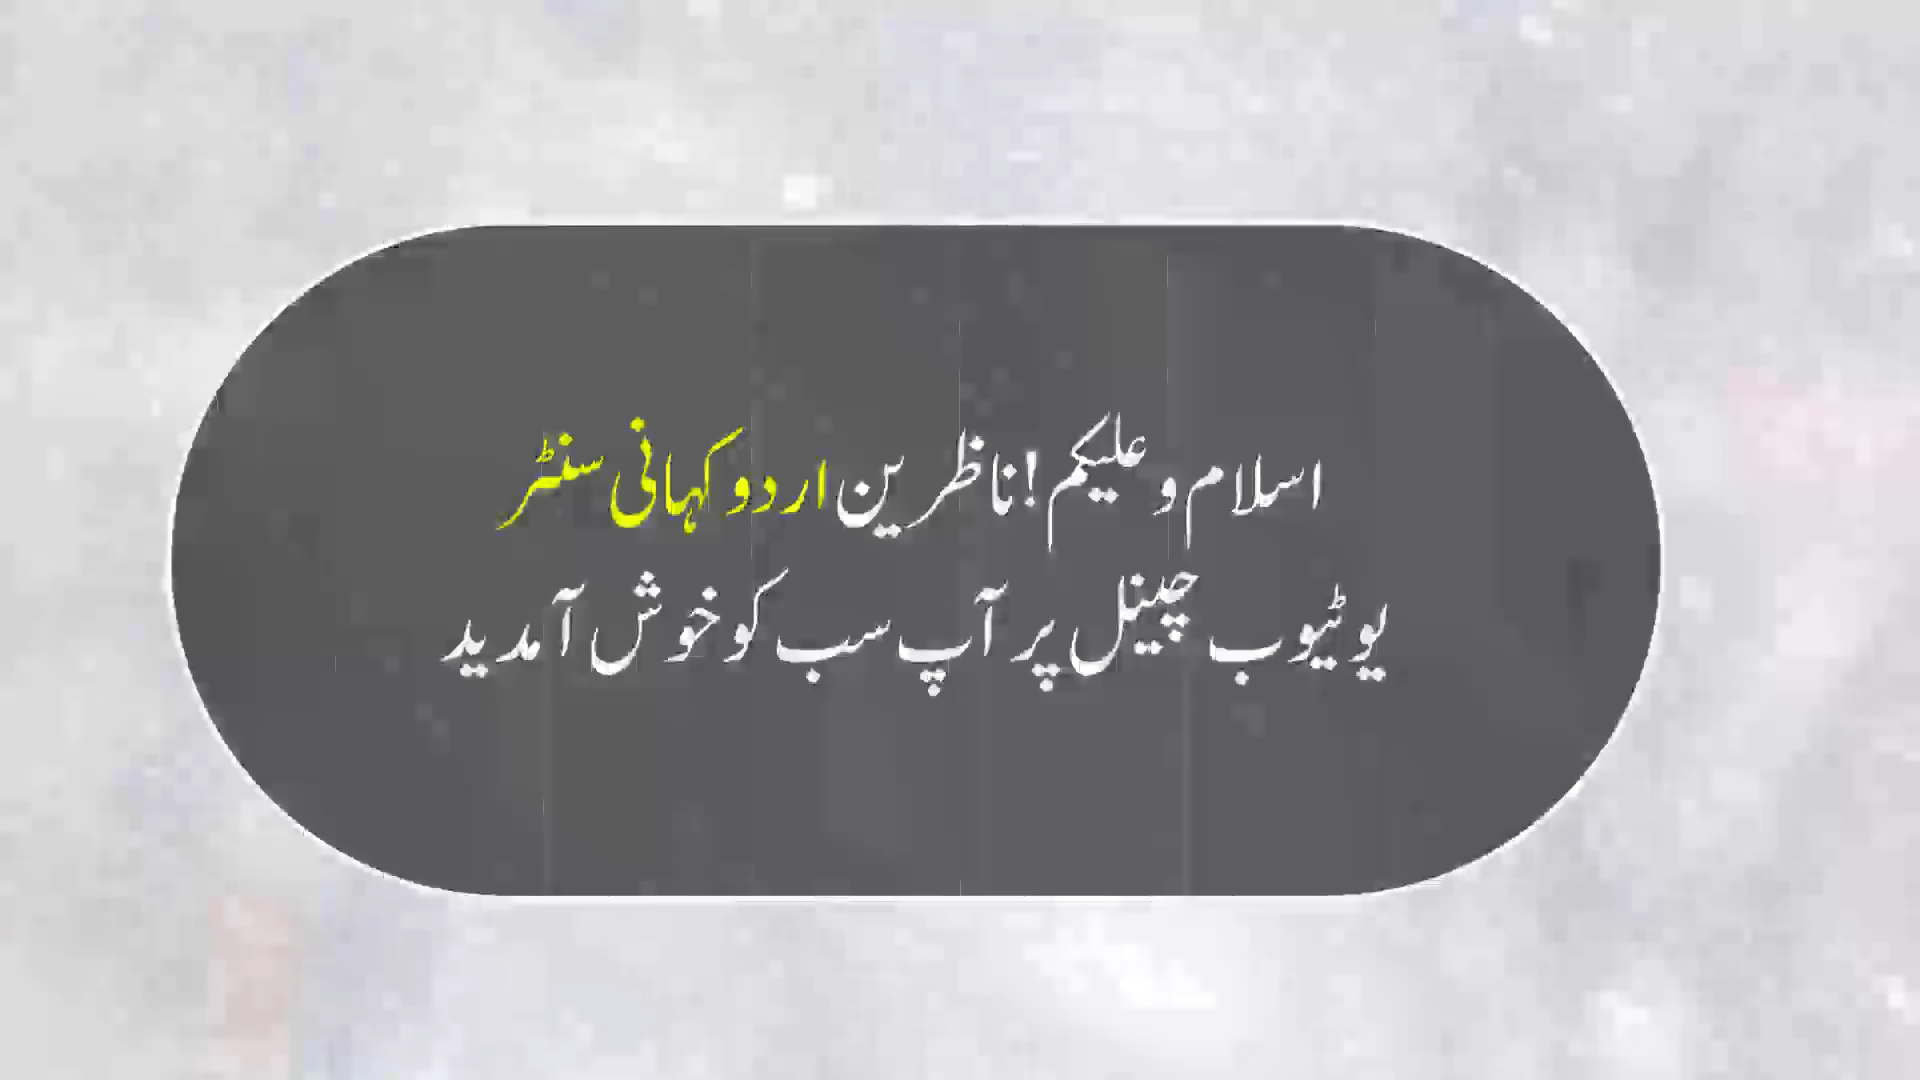 اسلام و علیکم! ناظرین اردو کہانی سنٹر
یوٹیوب چینل پر آپ سب کو خوش آمدید